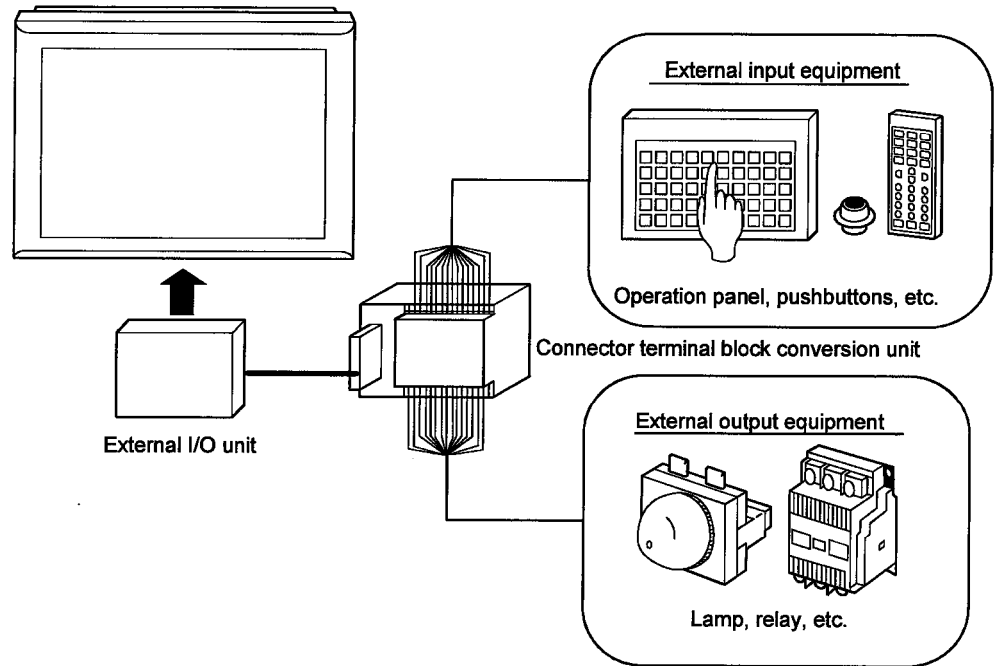 External input equipment
Operation panel, pushbuttons, etc.
Connector terminal block conversion unit
External I/O unit
External output equipment
Lamp, relay, etc.